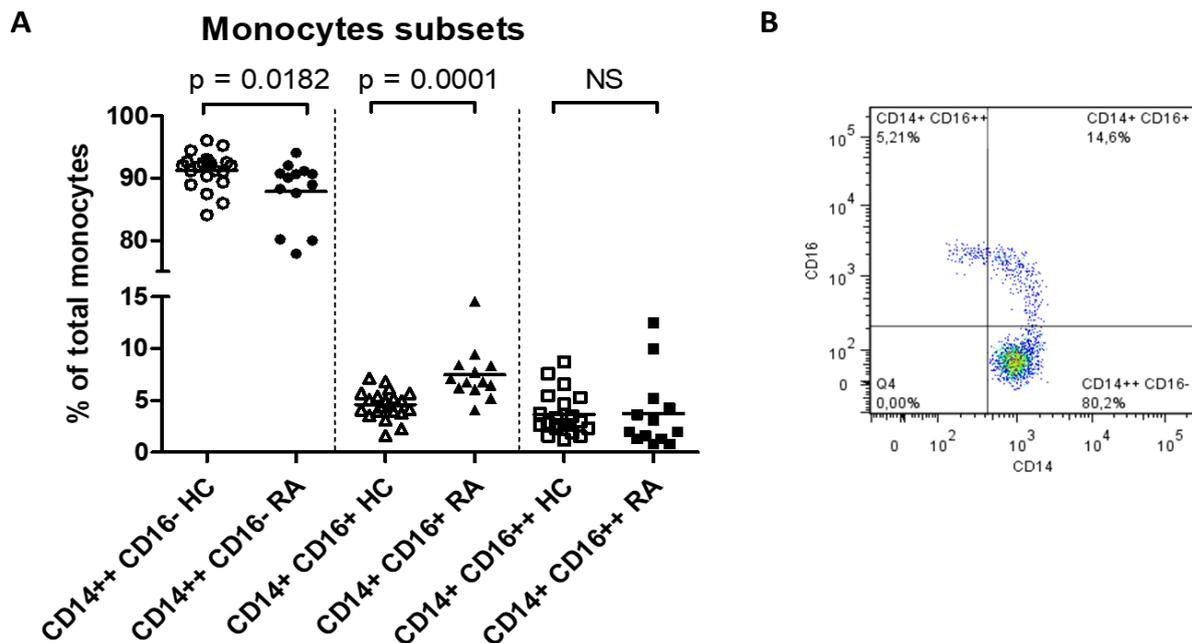 A
Monocytes subsets
p = 0.0182
p = 0.0001
NS
% of total monocytes
100
90
80
15
10
5
0
CD14++ CD16- HC
CD14++ CD16- RA
CD14+ CD16+ HC
CD14+ CD16+ RA
CD14+ CD16++ HC
CD14+ CD16++ RA
B
CD14+ CD16++
5,21%
CD14+ CD16+
14,6%
CD16
10^5
10^4
10^3
10^2
0
Q4
0,00%
CD14++ CD16-
80,2%
0
10^2
10^3
10^4
10^5
CD14